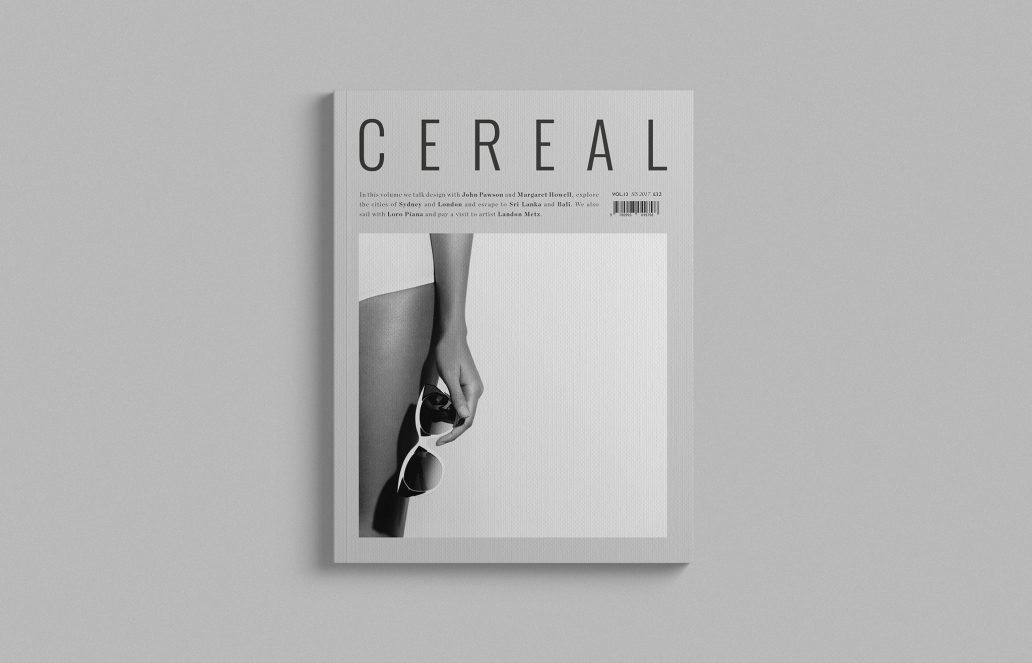 CEREAL
In this volume we talk design with John Pawson and Margaret Howell, explore
the cities of Sydney and London and escape to Sri Lanka and Bali. We also
sail with Loro Piana and pay a visit to artist Landon Metz.
VOL.13 S/S 2017 £12